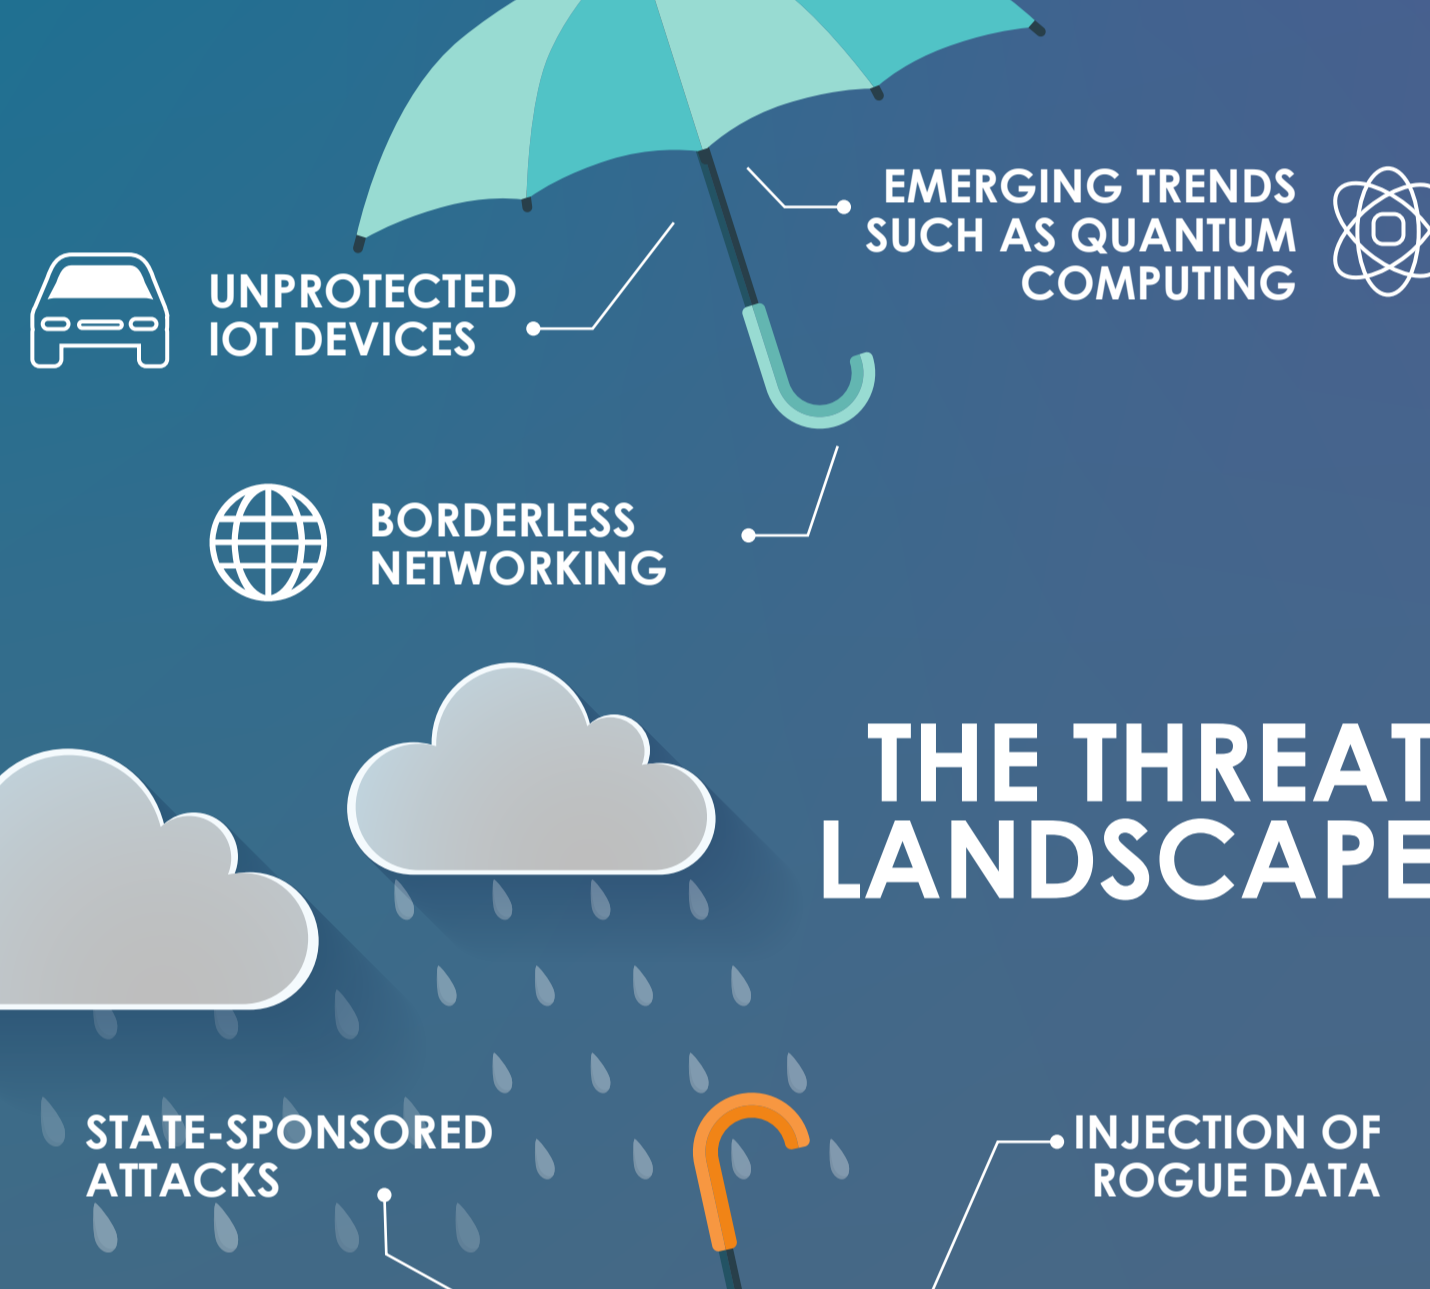 EMERGING TRENDS
SUCH AS QUANTUM
COMPUTING
UNPROTECTED
IOT DEVICES
BORDERLESS
NETWORKING
THE THREAT
LANDSCAPE
STATE-SPONSORED
ATTACKS
INJECTION OF
ROGUE DATA